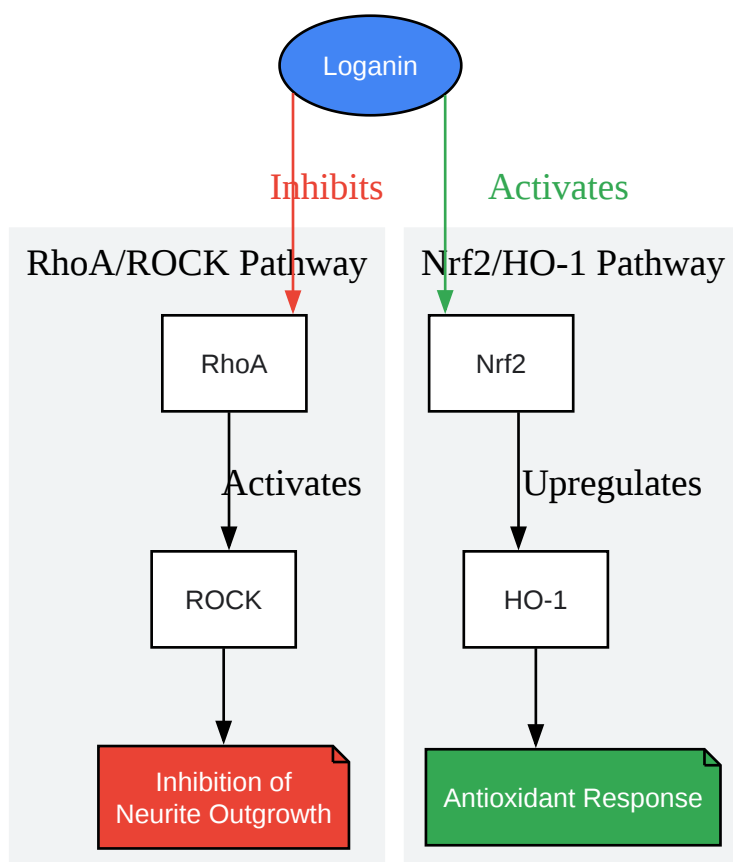 Loganin
Inhibits
Activates
RhoA/ROCK Pathway
Nrf2/HO-1 Pathway
RhoA
Nrf2
Activates
Upregulates
ROCK
HO-1
Inhibition of
Neurite Outgrowth
Antioxidant Response